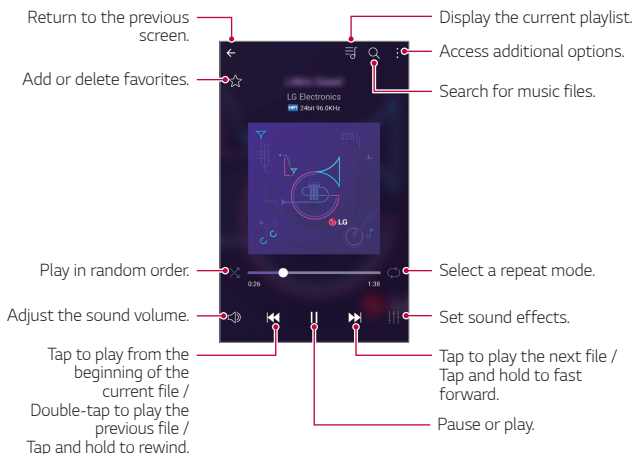 Return to the previous
screen.
Display the current playlist.
Access additional options.
Add or delete favorites.
Search for music files.
LG Electronics
HIFI 24bit 96.0KHz
LG
Play in random order.
Select a repeat mode.
0:26
1:38
Adjust the sound volume.
Set sound effects.
Tap to play from the
beginning of the
current file /
Double-tap to play the
previous file /
Tap and hold to rewind.
Tap to play the next file /
Tap and hold to fast
forward.
Pause or play.